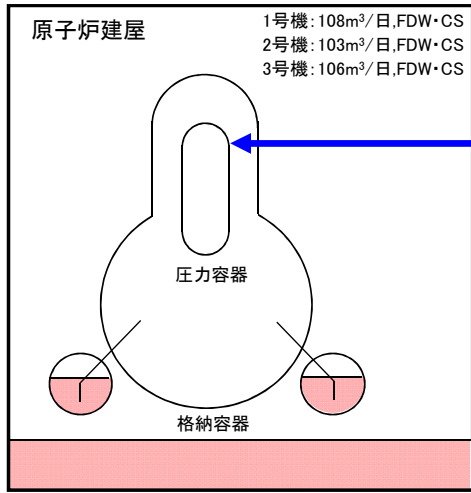 原子炉建屋
1号機:108m³/日,FDW・CS
2号機:103m³/日,FDW・CS
3号機:106m³/日,FDW・CS
圧力容器
格納容器